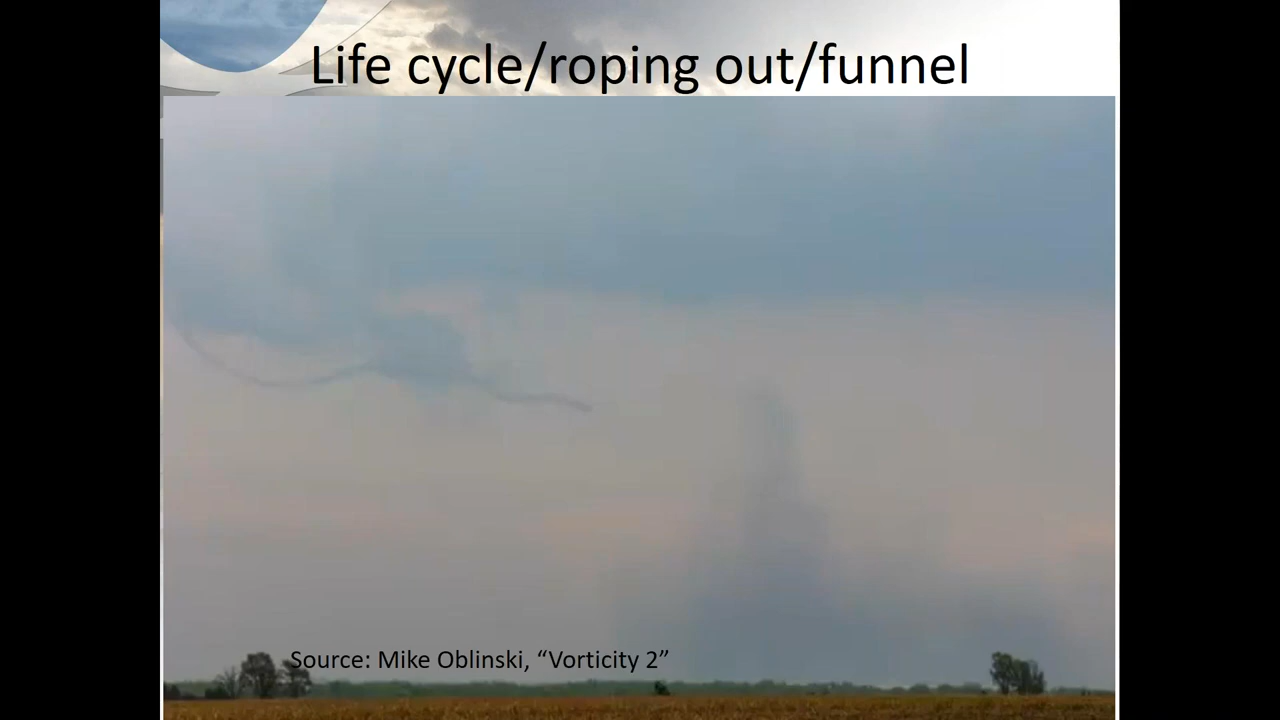 Life cycle/roping out/funnel
Source: Mike Oblinski, “Vorticity 2”